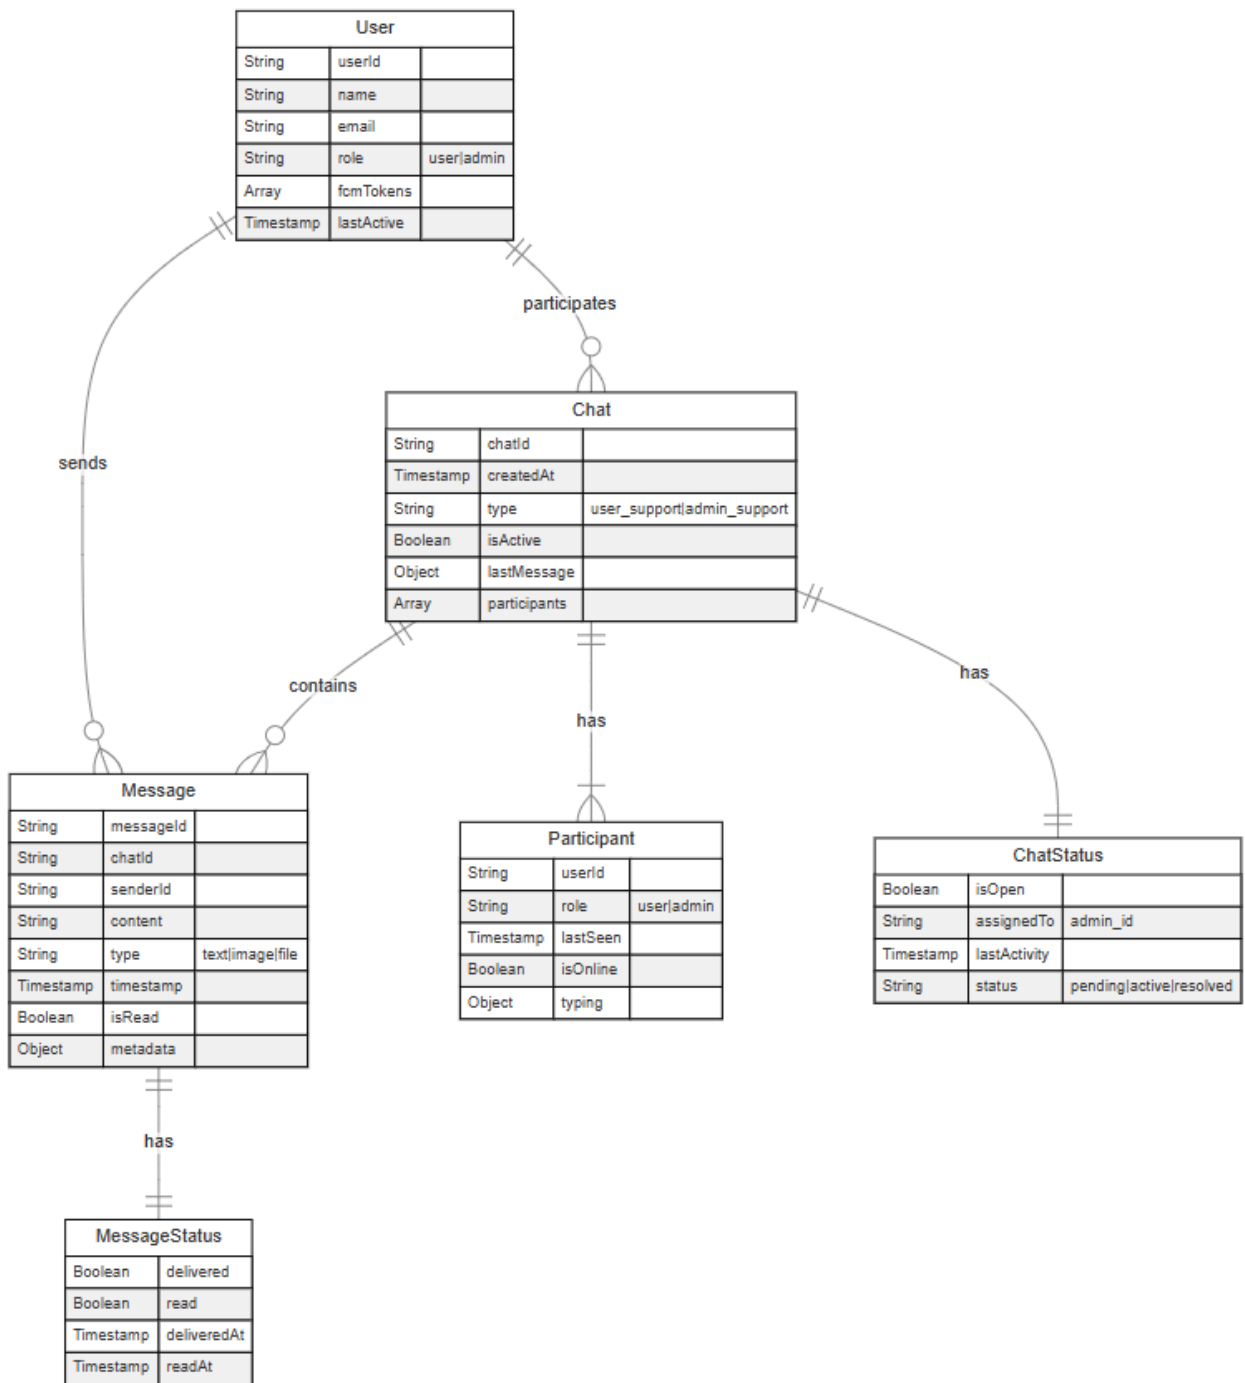 User
String userId
String name
String email
String role user|admin
Array fcmTokens
Timestamp lastActive
participates
sends
Chat
String chatId
Timestamp createdAt
String type user_support|admin_support
Boolean isActive
Object lastMessage
Array participants
contains
has
has
Message
String messageId
String chatId
String senderId
String content
String type text|image|file
Timestamp timestamp
Boolean isRead
Object metadata
Participant
String userId
String role user|admin
Timestamp lastSeen
Boolean isOnline
Object typing
ChatStatus
Boolean isOpen
String assignedTo admin_id
Timestamp lastActivity
String status pending|active|resolved
has
MessageStatus
Boolean delivered
Boolean read
Timestamp deliveredAt
Timestamp readAt